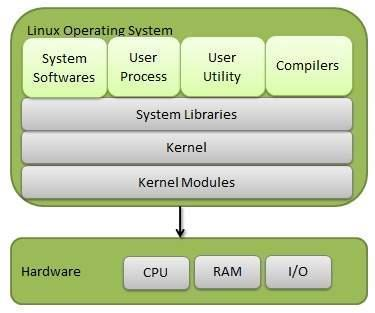 Linux Operating System
System
Softwares
User
Process
User
Utility
Compilers
System Libraries
Kernel
Kernel Modules
Hardware
CPU
RAM
I/O